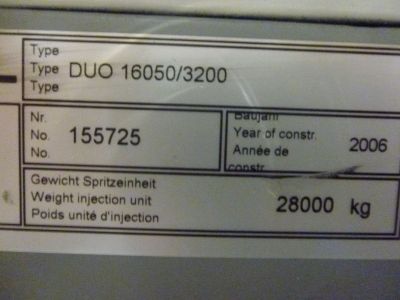 Type
Type DUO 16050/3200
Type
Nr.
No. 155725
No.
Baujahr
Year of constr. 2006
Année de
constr.
Gewicht Spritzeinheit
Weight injection unit 28000 kg
Poids unité d'injection